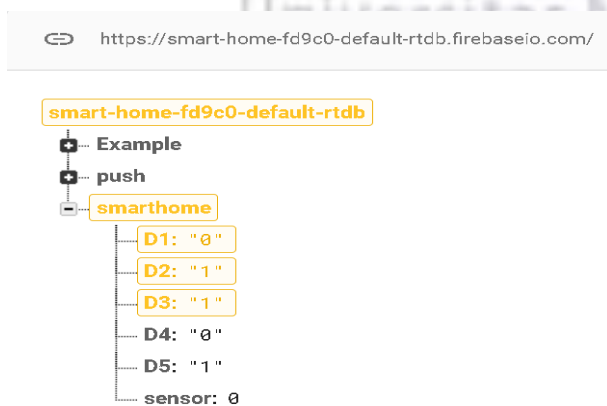 https://smart-home-fd9c0-default-rtdb.firebaseio.com/
smart-home-fd9c0-default-rtdb
Example
push
smarthome
D1: "0"
D2: "1"
D3: "1"
D4: "0"
D5: "1"
sensor: 0